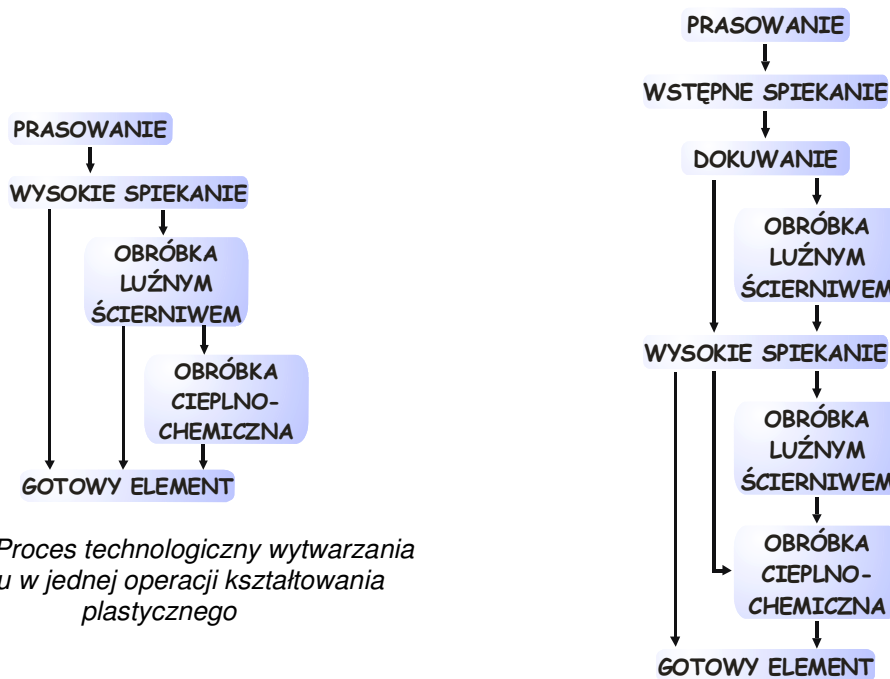 PRASOWANIE
WYSOKIE SPIEKANIE
OBRÓBKA
LUŹNYM
ŚCIERNIWEM
OBRÓBKA
CIEPLNO-
CHEMICZNA
GOTOWY ELEMENT
Proces technologiczny wytwarzania
u w jednej operacji kształtowania
plastycznego
PRASOWANIE
WSTĘPNE SPIEKANIE
DOKUWANIE
OBRÓBKA
LUŹNYM
ŚCIERNIWEM
WYSOKIE SPIEKANIE
OBRÓBKA
LUŹNYM
ŚCIERNIWEM
OBRÓBKA
CIEPLNO-
CHEMICZNA
GOTOWY ELEMENT